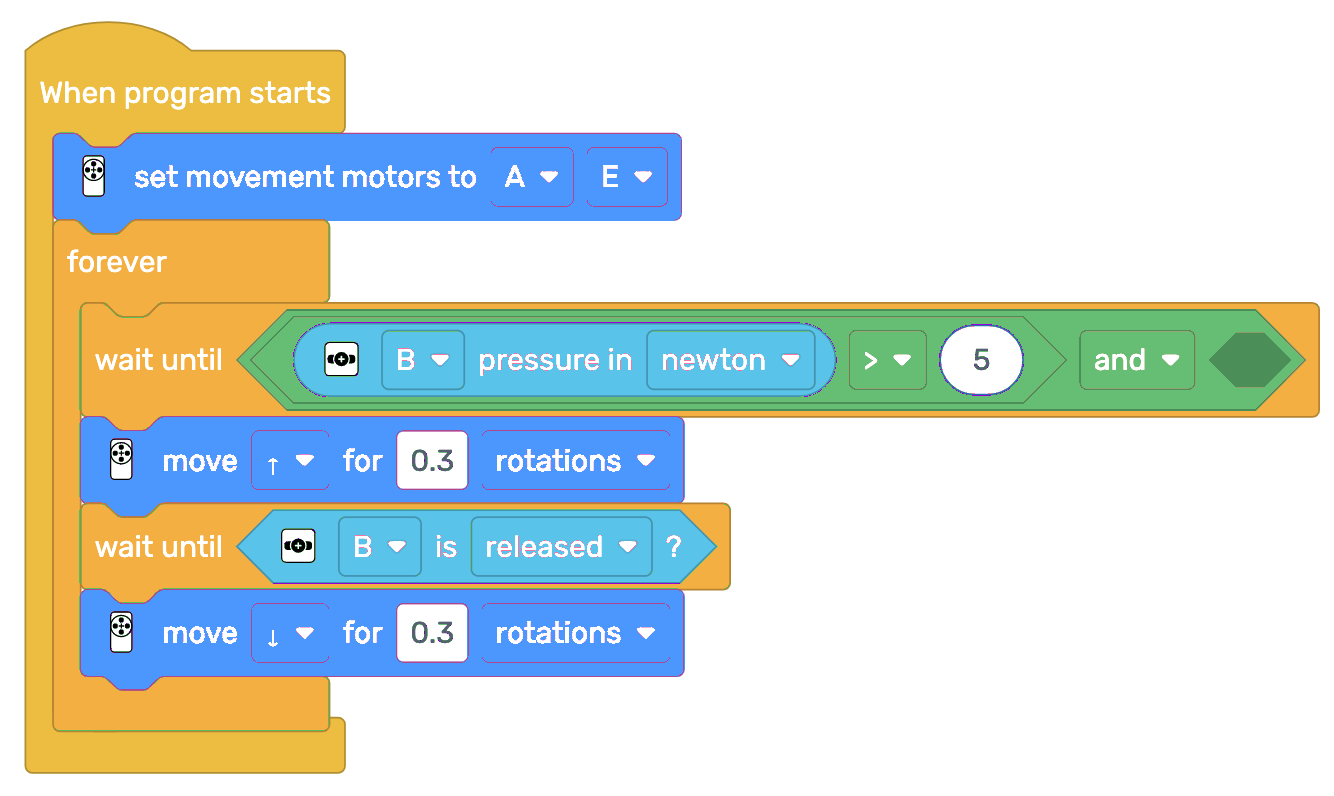 When program starts
set movement motors to A E
forever
wait until B pressure in newton > 5 and
move ↑ for 0.3 rotations
wait until B is released ?
move ↓ for 0.3 rotations